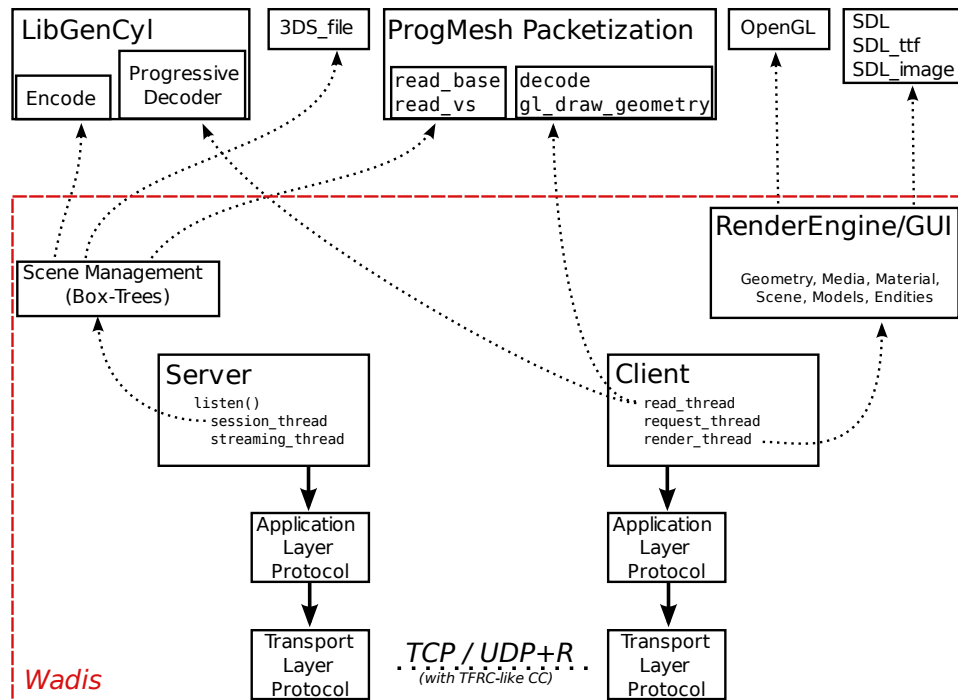 LibGenCyl
Encode
Progressive
Decoder
3DS_file
ProgMesh Packetization
read_base
read_vs
decode
gl_draw_geometry
OpenGL
SDL
SDL_ttf
SDL_image
Scene Management
(Box-Trees)
RenderEngine/GUI
Geometry, Media, Material,
Scene, Models, Endities
Server
listen()
session_thread
streaming_thread
Client
read_thread
request_thread
render_thread
Application
Layer
Protocol
Application
Layer
Protocol
Transport
Layer
Protocol
TCP / UDP+R
(with TFRC-like CC)
Transport
Layer
Protocol
Wadis